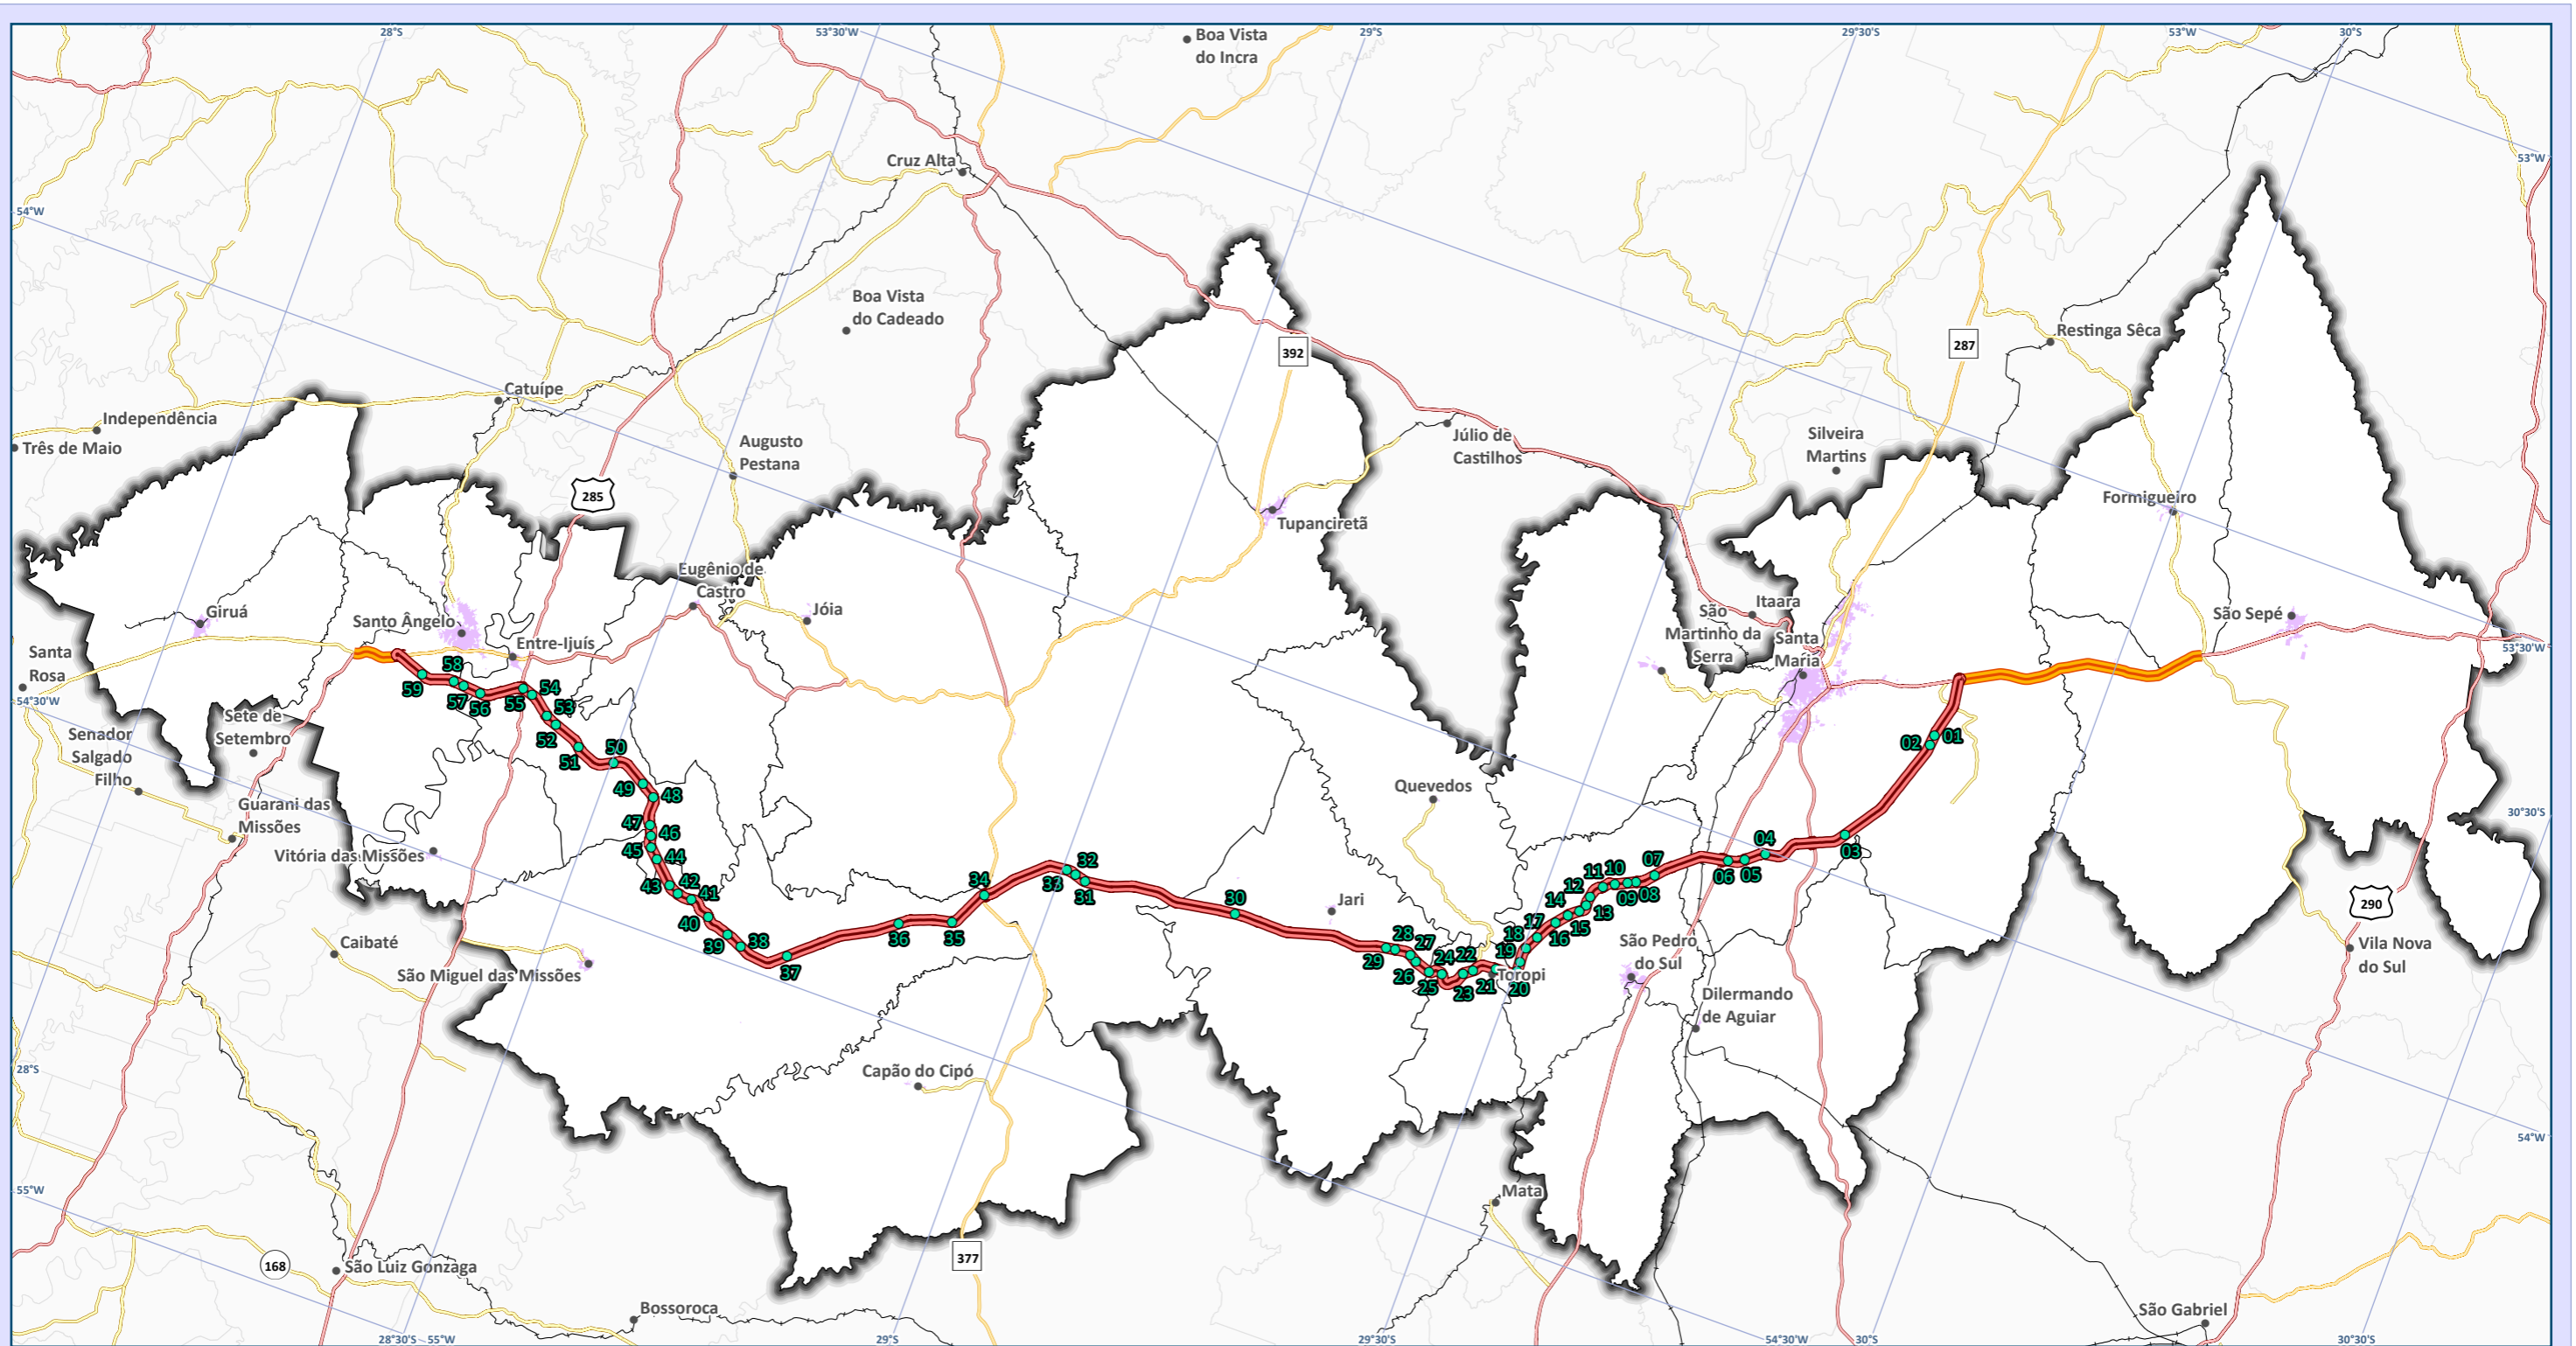 28°S
53°30'W
29°S
29°30'S
53°W
30°S
Boa Vista
do Incra
Cruz Alta
53°W
54°W
Boa Vista
do Cadeado
392
287
Restinga Sêca
Catuípe
Independência
Três de Maio
Augusto
Pestana
Júlio de
Castilhos
Silveira
Martins
285
Formigueiro
Tupanciretã
Eugênio de
Castro
Jóia
Giruá
Santo Ângelo
Entre-Ijuís
São
Martinho da
Serra
Itaara
Santa
Maria
São Sepé
53°30'W
Santa
Rosa
54°30'W
58
59
57
56
55
54
53
52
51
50
49
48
47
46
45
44
43
42
41
40
39
38
37
36
35
34
33
32
31
30
29
28
27
26
25
24
23
22
21
20
19
18
17
16
15
14
13
12
11
10
09
08
07
06
05
04
03
02
01
Sete de
Setembro
Senador
Salgado
Filho
Guarani das
Missões
Vitória das Missões
Quevedos
30°30'S
Caibaté
São Miguel das Missões
Jari
Toropi
São Pedro
do Sul
Dilermando
de Aguiar
290
Vila Nova
do Sul
28°S
Capão do Cipó
54°W
55°W
Mata
377
168
São Luiz Gonzaga
Bossoroca
São Gabriel
28°30'S
55°W
29°S
29°30'S
54°30'W
30°S
30°30'S